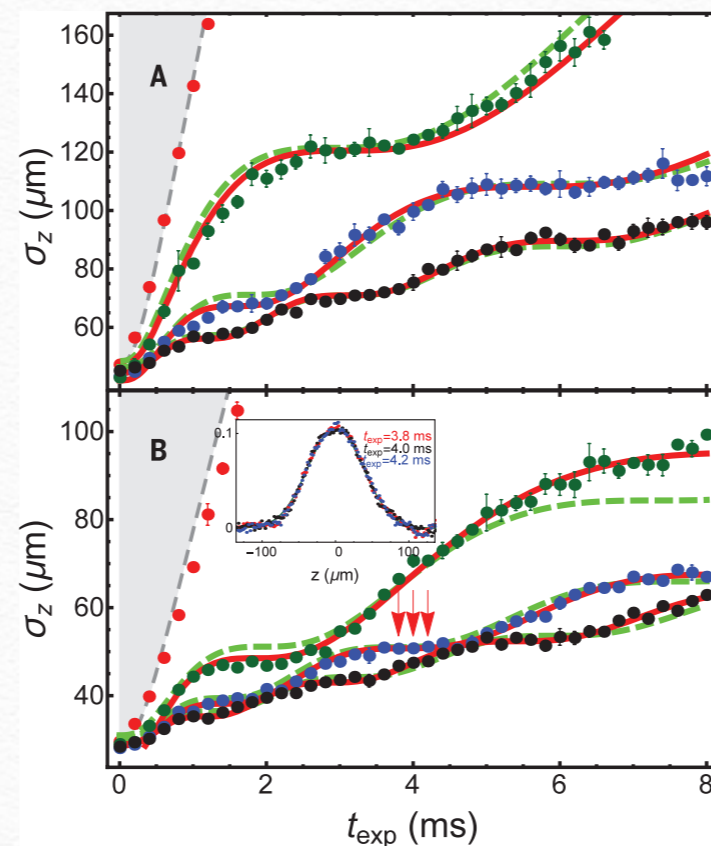 160
140
120
100
80
60
σz (μm)
A
100
80
60
40
σz (μm)
B
0.1
0
texp=3.8 ms
texp=4.0 ms
exp=4.2 ms
-100
0
100
z (μm)
0
2
4
6
8
texp (ms)